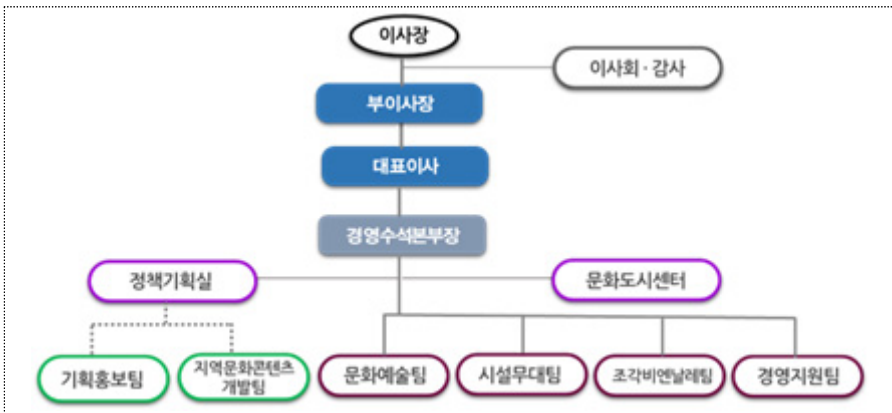 이사장
이사회 · 감사
부이사장
대표이사
경영수석본부장
정책기획실
문화도시센터
기획홍보팀
지역문화콘텐츠
개발팀
문화예술팀
시설무대팀
조각비엔날레팀
경영지원팀